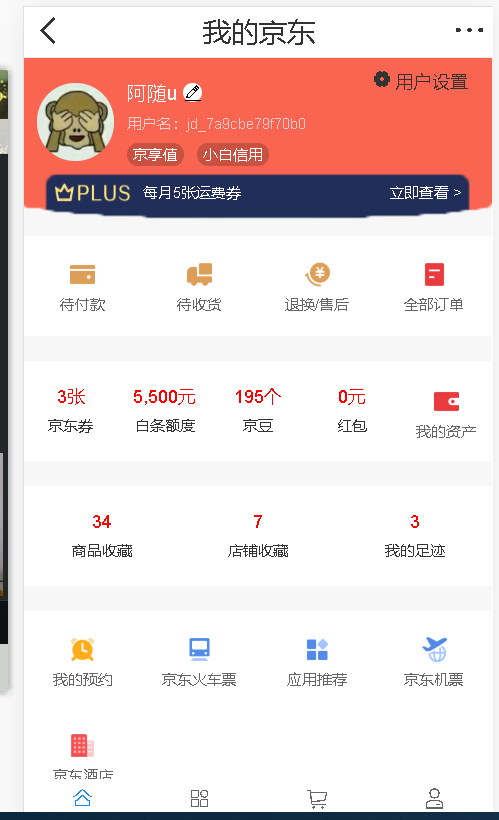 我的京东
用户设置
阿随u
用户名：jd_7a9cbe79f70b0
京享值 小白信用
PLUS 每月5张运费券 立即查看 >
待付款 待收货 退换/售后 全部订单
3张 5,500元 195个 0元
京东券 白条额度 京豆 红包 我的资产
34 7 3
商品收藏 店铺收藏 我的足迹
我的预约 京东火车票 应用推荐 京东机票
京东酒店